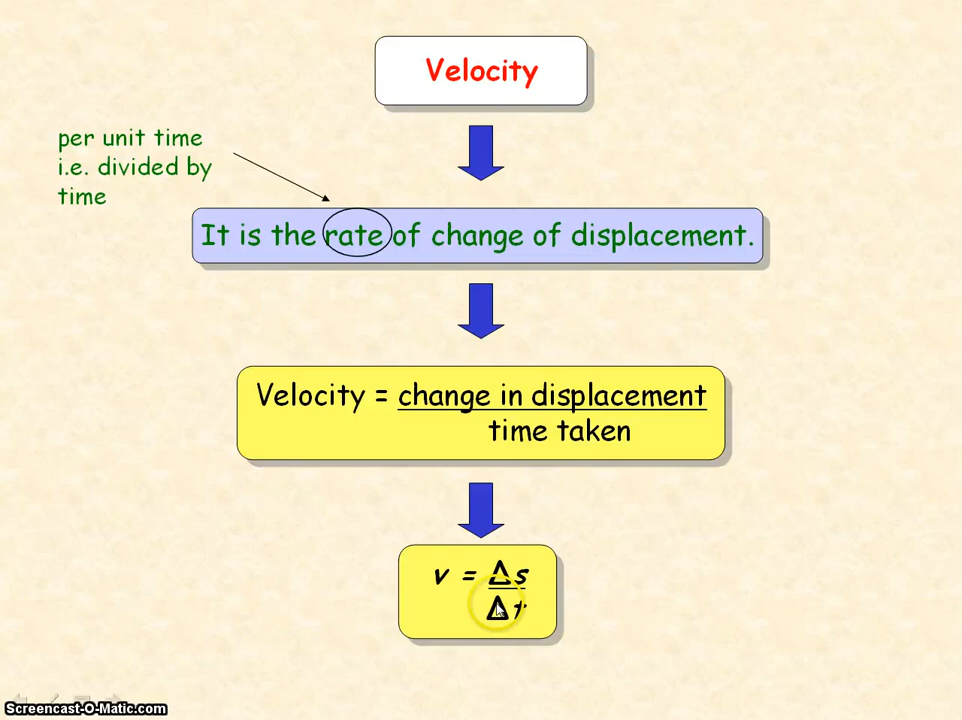 Velocity
per unit time
i.e. divided by
time
It is the rate of change of displacement.
Velocity = change in displacement
time taken
v = Δs
Δt
Screencast-O-Matic.com